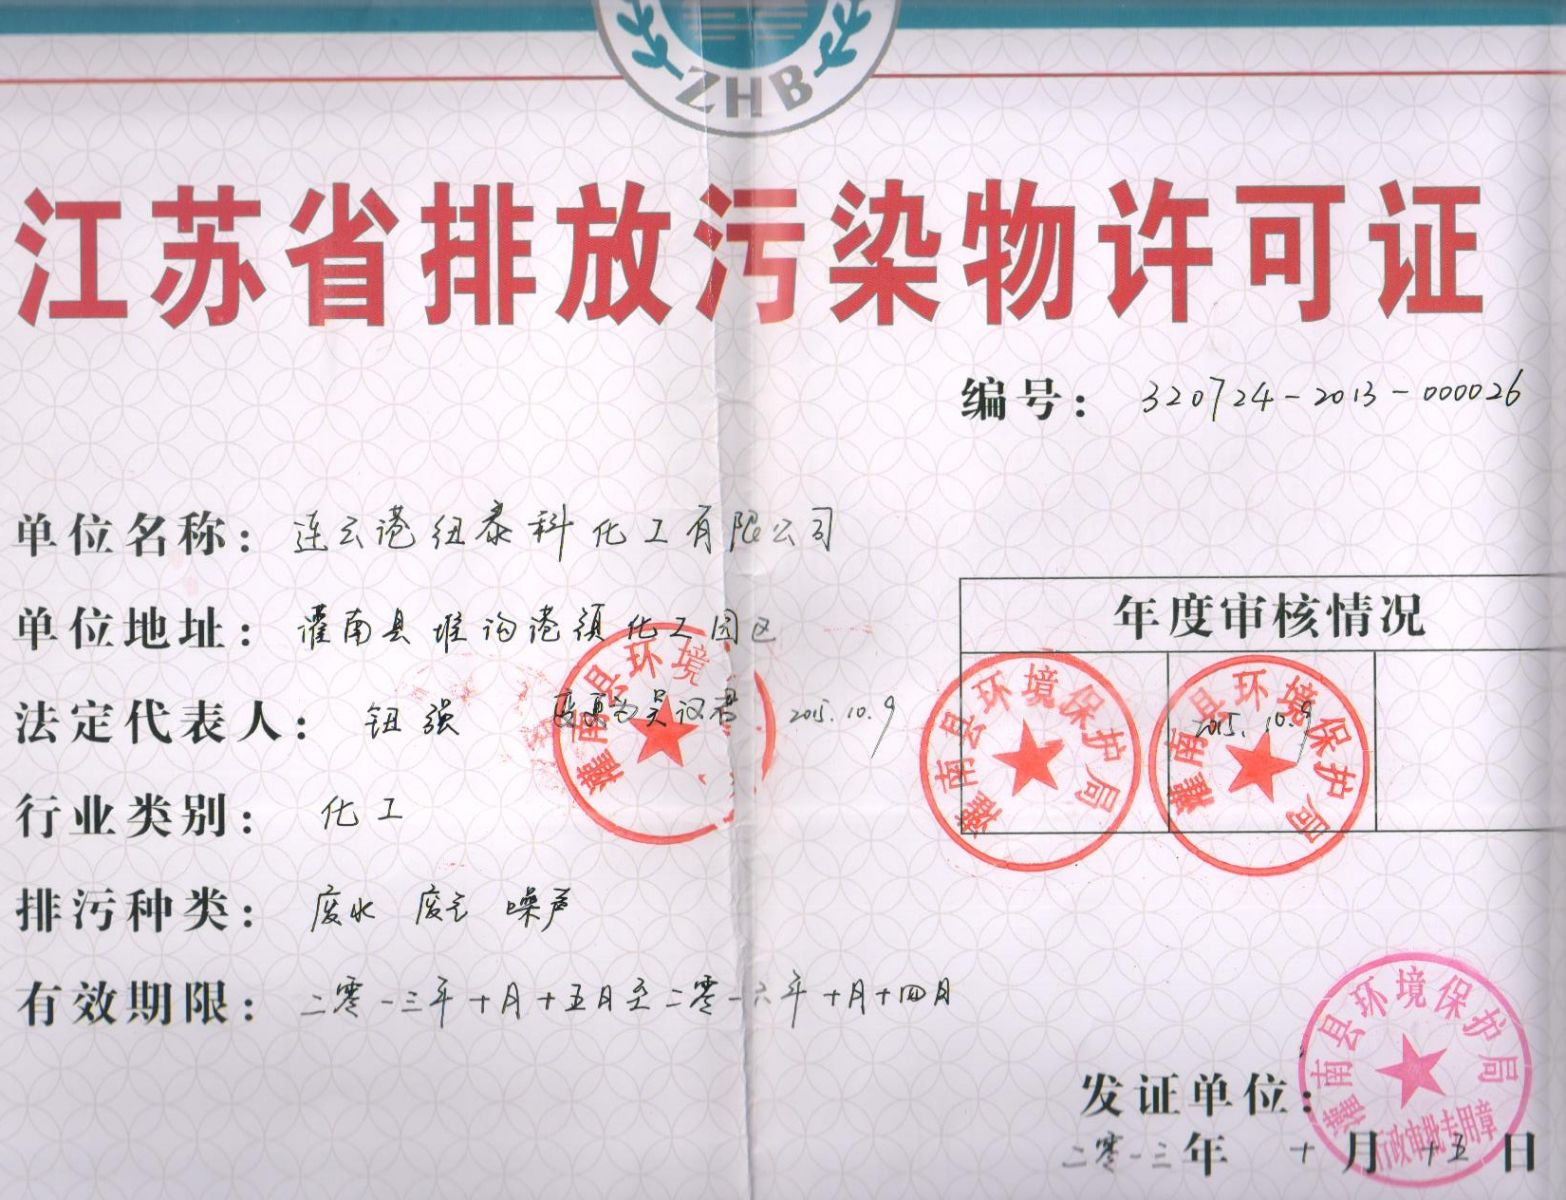 ZHB
江苏省排放污染物许可证
编号： 320724-2013-000026
单位名称： 连云港纽泰科化工有限公司
单位地址： 灌南县堆沟港镇化工园区
法定代表人： 钮强 变更为吴汉君 2015.10.9
行业类别： 化工
排污种类： 废水 废气 噪声
有效期限： 二零一三年十月十五日至二零一六年十月十四日
年度审核情况
2015.10.9
灌南县环境保护局
灌南县环境保护局
灌南县环境保护局
发证单位：
二零一三年十月十五日
灌南县环境保护局
行政审批专用章